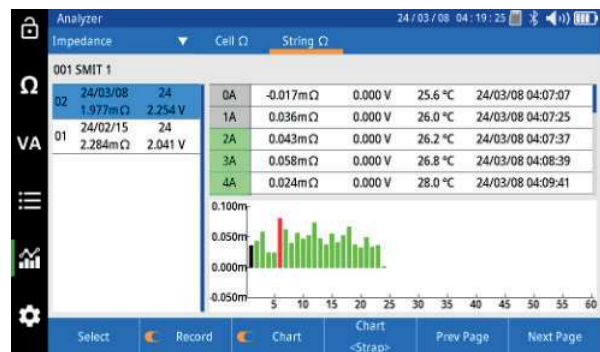 Analyzer 24/03/08 04:19:25
Impedance ▼ Cell Ω String Ω
001 SMIT 1
Ω
VA
02 24/03/08 24
1.977mΩ 2.254 V
01 24/02/15 24
2.284mΩ 2.041 V
0A -0.017mΩ 0.000 V 25.6 °C 24/03/08 04:07:07
1A 0.036mΩ 0.000 V 26.0 °C 24/03/08 04:07:25
2A 0.043mΩ 0.000 V 26.2 °C 24/03/08 04:07:37
3A 0.058mΩ 0.000 V 26.8 °C 24/03/08 04:08:39
4A 0.024mΩ 0.000 V 28.0 °C 24/03/08 04:09:41
0.100m
0.050m
0.000m
-0.050m
5 10 15 20 25 30 35 40 45 50 55 60
Select Record Chart Chart <Strap> Prev Page Next Page